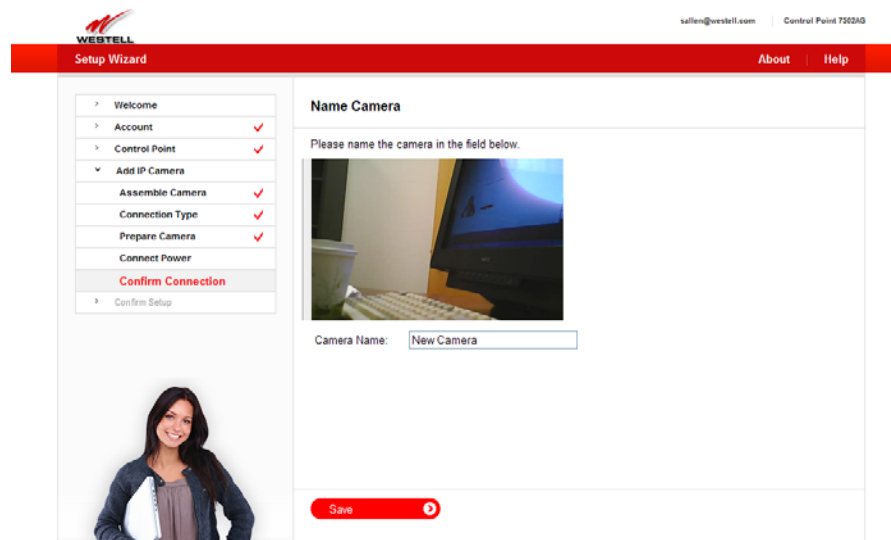 WESTELL
sallen@westell.com
Control Point 7502AG
Setup Wizard
About
Help
Welcome
Account
Control Point
Add IP Camera
Assemble Camera
Connection Type
Prepare Camera
Connect Power
Confirm Connection
Confirm Setup
Name Camera
Please name the camera in the field below.
Camera Name:
New Camera
Save